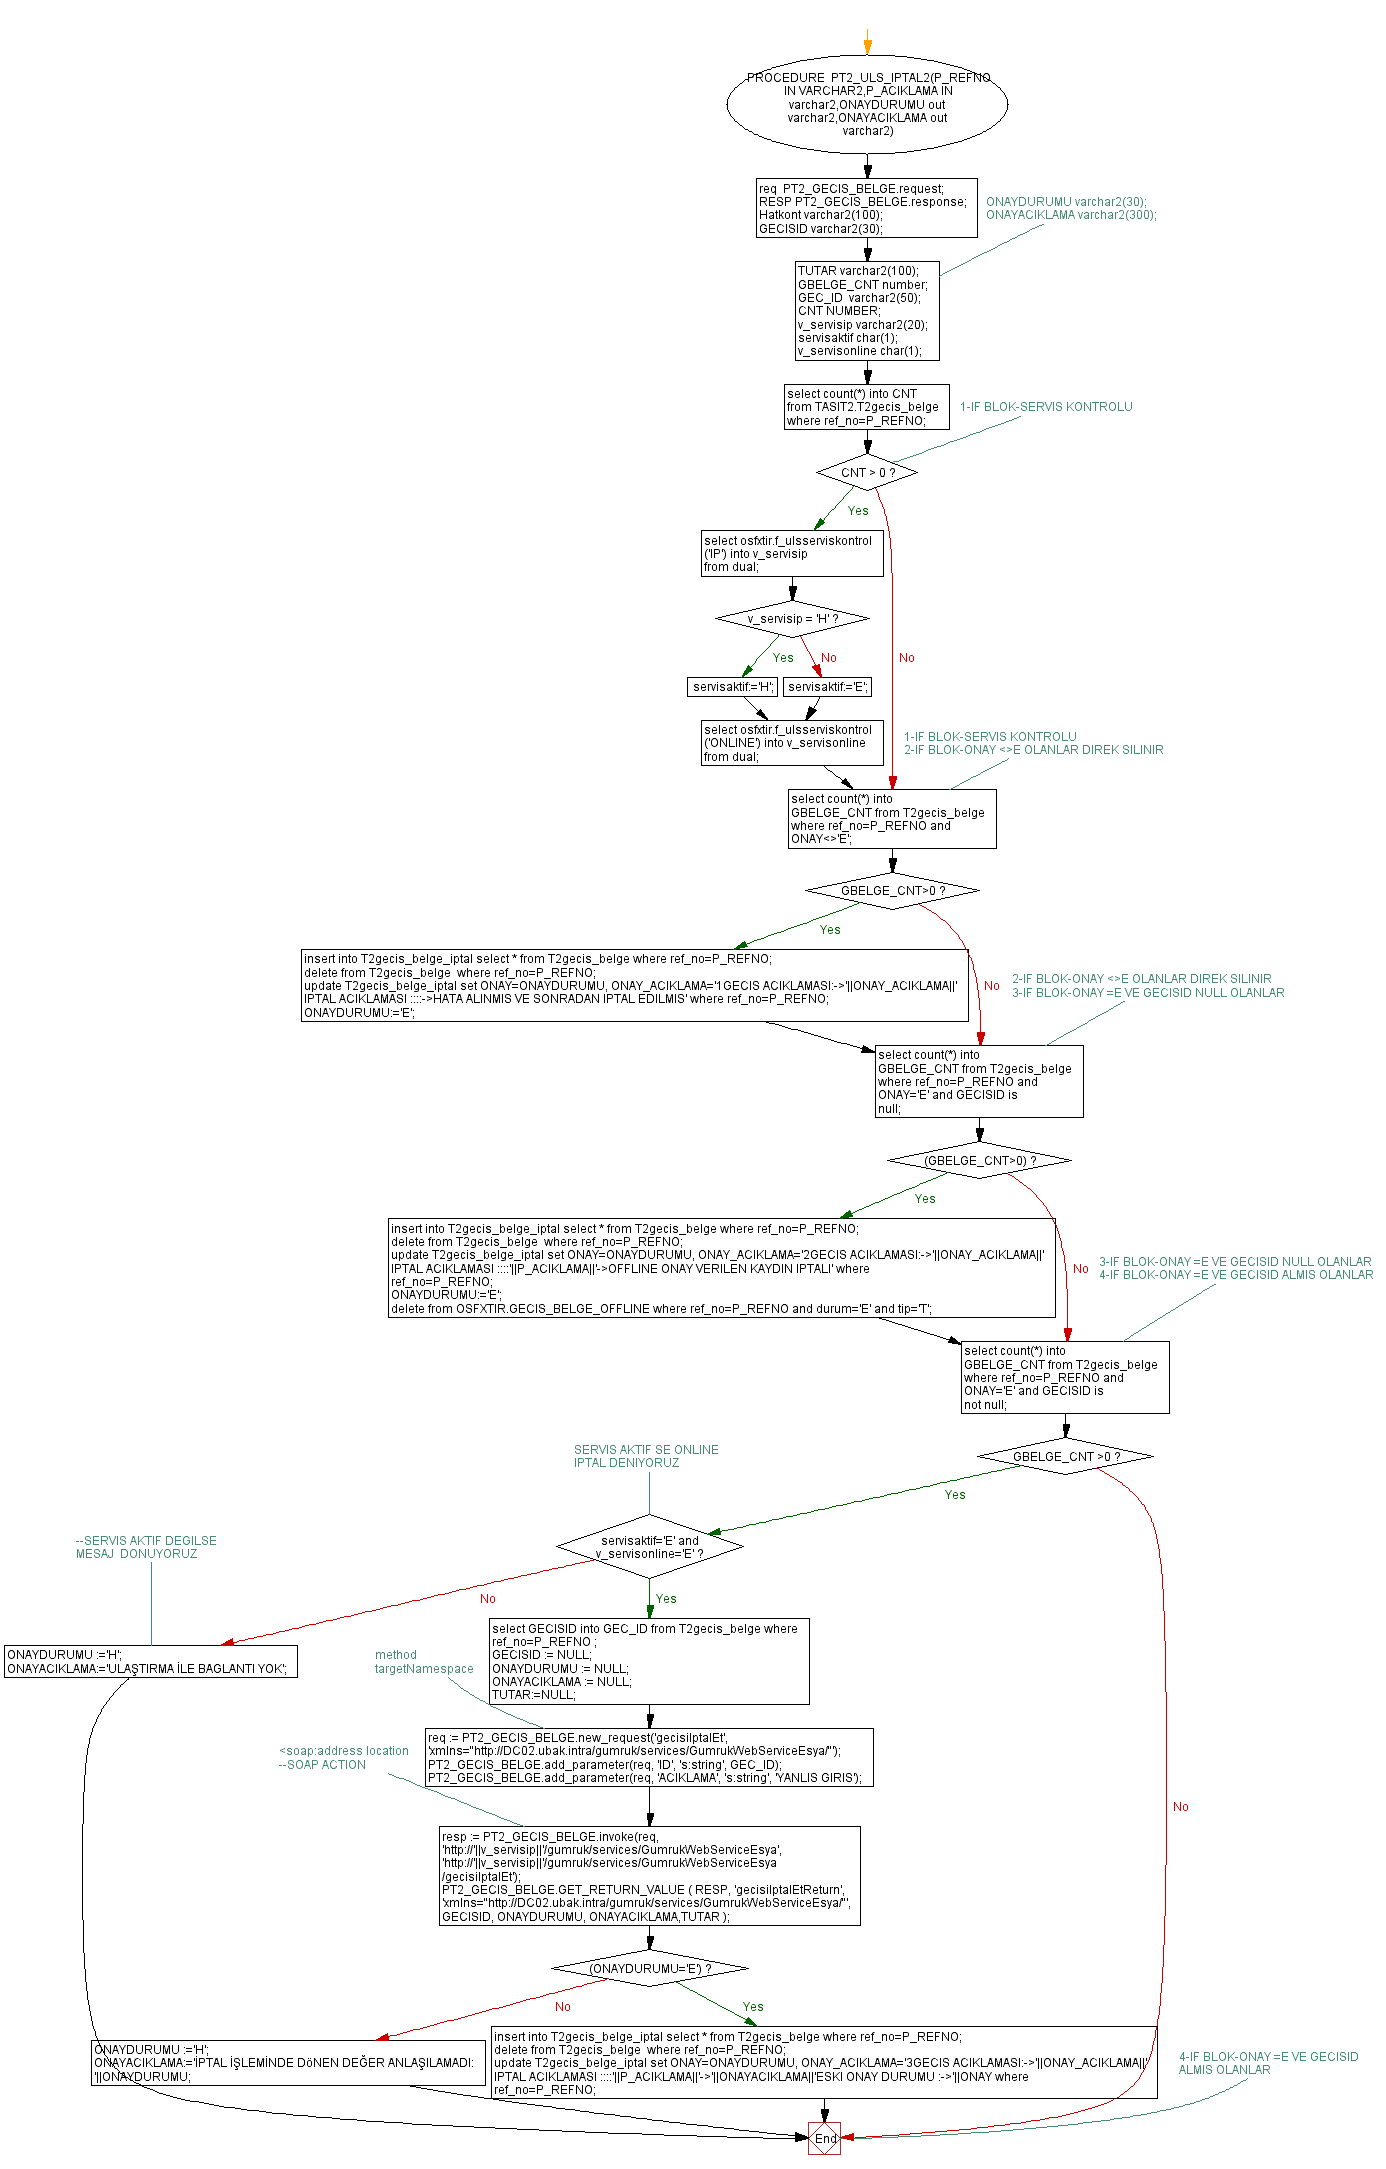 PROCEDURE  PT2_ULS_IPTAL2(P_REFNO
IN VARCHAR2,P_ACIKLAMA IN
varchar2,ONAYDURUMU out
varchar2,ONAYACIKLAMA out
varchar2)
req  PT2_GECIS_BELGE.request;
RESP PT2_GECIS_BELGE.response;
Hatkont varchar2(100);
GECISID varchar2(30);
ONAYDURUMU varchar2(30);
ONAYACIKLAMA varchar2(300);
TUTAR varchar2(100);
GBELGE_CNT number;
GEC_ID  varchar2(50);
CNT NUMBER;
v_servisip varchar2(20);
servisaktif char(1);
v_servisonline char(1);
select count(*) into CNT
from TASIT2.T2gecis_belge
where ref_no=P_REFNO;
1-IF BLOK-SERVIS KONTROLU
CNT > 0 ?
Yes
select osfxtir.f_ulsserviskontrol
('IP') into v_servisip
from dual;
v_servisip = 'H' ?
Yes
No
No
servisaktif:='H';
servisaktif:='E';
select osfxtir.f_ulsserviskontrol
('ONLINE') into v_servisonline
from dual;
1-IF BLOK-SERVIS KONTROLU
2-IF BLOK-ONAY <>E OLANLAR DIREK SILINIR
select count(*) into
GBELGE_CNT from T2gecis_belge
where ref_no=P_REFNO and
ONAY<>'E';
GBELGE_CNT>0 ?
Yes
insert into T2gecis_belge_iptal select * from T2gecis_belge where ref_no=P_REFNO;
delete from T2gecis_belge  where ref_no=P_REFNO;
update T2gecis_belge_iptal set ONAY=ONAYDURUMU, ONAY_ACIKLAMA='1GECIS ACIKLAMASI:->'||ONAY_ACIKLAMA||'
IPTAL ACIKLAMASI ::::->HATA ALINMIS VE SONRADAN IPTAL EDILMIS' where ref_no=P_REFNO;
ONAYDURUMU:='E';
No
2-IF BLOK-ONAY <>E OLANLAR DIREK SILINIR
3-IF BLOK-ONAY =E VE GECISID NULL OLANLAR
select count(*) into
GBELGE_CNT from T2gecis_belge
where ref_no=P_REFNO and
ONAY='E' and GECISID is
null;
(GBELGE_CNT>0) ?
Yes
insert into T2gecis_belge_iptal select * from T2gecis_belge where ref_no=P_REFNO;
delete from T2gecis_belge  where ref_no=P_REFNO;
update T2gecis_belge_iptal set ONAY=ONAYDURUMU, ONAY_ACIKLAMA='2GECIS ACIKLAMASI:->'||ONAY_ACIKLAMA||'
IPTAL ACIKLAMASI ::::'||P_ACIKLAMA||'->OFFLINE ONAY VERILEN KAYDIN IPTALI' where
ref_no=P_REFNO;
ONAYDURUMU:='E';
delete from OSFXTIR.GECIS_BELGE_OFFLINE where ref_no=P_REFNO and durum='E' and tip='T';
No
3-IF BLOK-ONAY =E VE GECISID NULL OLANLAR
4-IF BLOK-ONAY =E VE GECISID ALMIS OLANLAR
select count(*) into
GBELGE_CNT from T2gecis_belge
where ref_no=P_REFNO and
ONAY='E' and GECISID is
not null;
GBELGE_CNT >0 ?
Yes
SERVIS AKTIF SE ONLINE
IPTAL DENIYORUZ
servisaktif='E' and
v_servisonline='E' ?
--SERVIS AKTIF DEGILSE
MESAJ  DONUYORUZ
No
Yes
ONAYDURUMU :='H';
ONAYACIKLAMA:='ULAŞTIRMA İLE BAGLANTI YOK';
select GECISID into GEC_ID from T2gecis_belge where
ref_no=P_REFNO ;
GECISID := NULL;
ONAYDURUMU := NULL;
ONAYACIKLAMA := NULL;
TUTAR:=NULL;
method
targetNamespace
req := PT2_GECIS_BELGE.new_request('gecisiIptalEt',
'xmlns="http://DC02.ubak.intra/gumruk/services/GumrukWebServiceEsya/"');
PT2_GECIS_BELGE.add_parameter(req, 'ID', 's:string', GEC_ID);
PT2_GECIS_BELGE.add_parameter(req, 'ACIKLAMA', 's:string', 'YANLIS GIRIS');
<soap:address location
--SOAP ACTION
No
resp := PT2_GECIS_BELGE.invoke(req,
'http://'||v_servisip||'/gumruk/services/GumrukWebServiceEsya',
'http://'||v_servisip||'/gumruk/services/GumrukWebServiceEsya
/gecisiIptalEt');
PT2_GECIS_BELGE.GET_RETURN_VALUE ( RESP, 'gecisiIptalEtReturn',
'xmlns="http://DC02.ubak.intra/gumruk/services/GumrukWebServiceEsya/"',
GECISID, ONAYDURUMU, ONAYACIKLAMA,TUTAR );
(ONAYDURUMU='E') ?
No
Yes
ONAYDURUMU :='H';
ONAYACIKLAMA:='IPTAL İŞLEMİNDE DöNEN DEĞER ANLAŞILAMADI:
'||ONAYDURUMU;
insert into T2gecis_belge_iptal select * from T2gecis_belge where ref_no=P_REFNO;
delete from T2gecis_belge  where ref_no=P_REFNO;
update T2gecis_belge_iptal set ONAY=ONAYDURUMU, ONAY_ACIKLAMA='3GECIS ACIKLAMASI:->'||ONAY_ACIKLAMA||'
IPTAL ACIKLAMASI ::::'||P_ACIKLAMA||'->'||ONAYACIKLAMA||'ESKI ONAY DURUMU :->'||ONAY where
ref_no=P_REFNO;
4-IF BLOK-ONAY =E VE GECISID
ALMIS OLANLAR
End